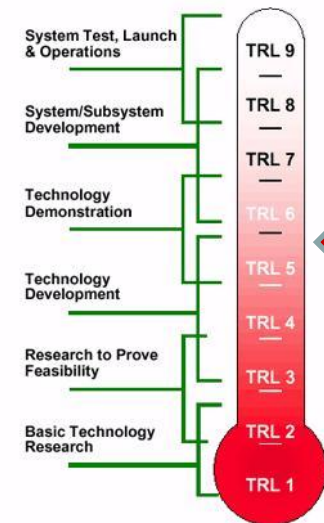 System Test, Launch
& Operations
System/Subsystem
Development
Technology
Demonstration
Technology
Development
Research to Prove
Feasibility
Basic Technology
Research
TRL 9
TRL 8
TRL 7
TRL 6
TRL 5
TRL 4
TRL 3
TRL 2
TRL 1